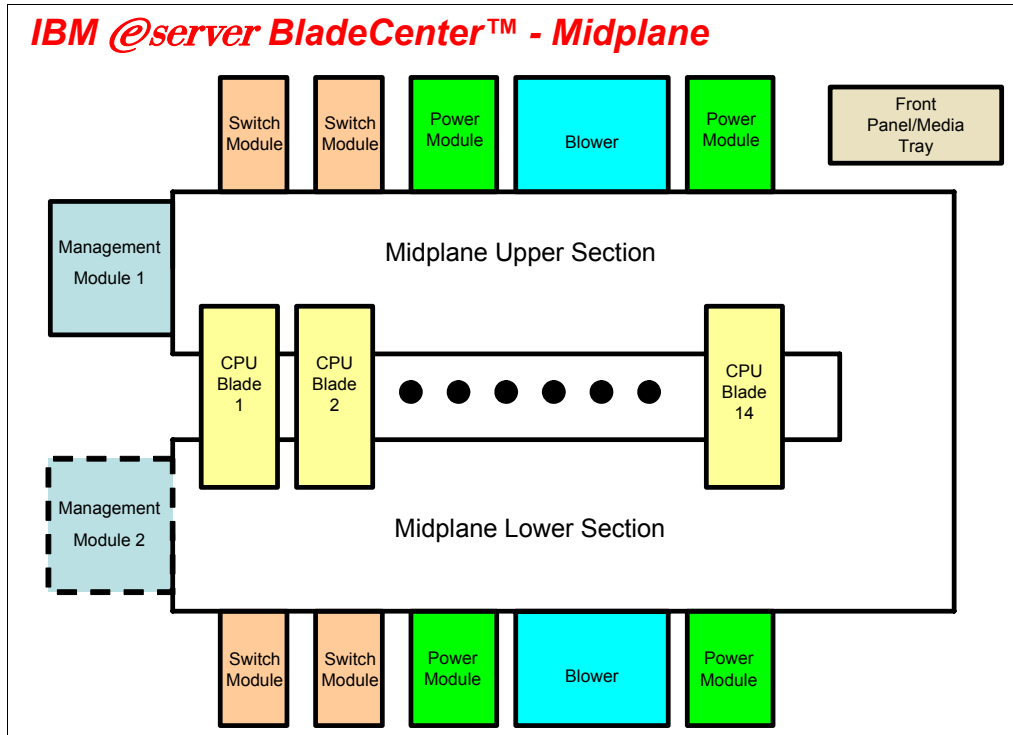 IBM @server BladeCenter™ - Midplane
Switch
Module
Switch
Module
Power
Module
Blower
Power
Module
Front
Panel/Media
Tray
Management
Module 1
Midplane Upper Section
CPU
Blade
1
CPU
Blade
2
CPU
Blade
14
Management
Module 2
Midplane Lower Section
Switch
Module
Switch
Module
Power
Module
Blower
Power
Module